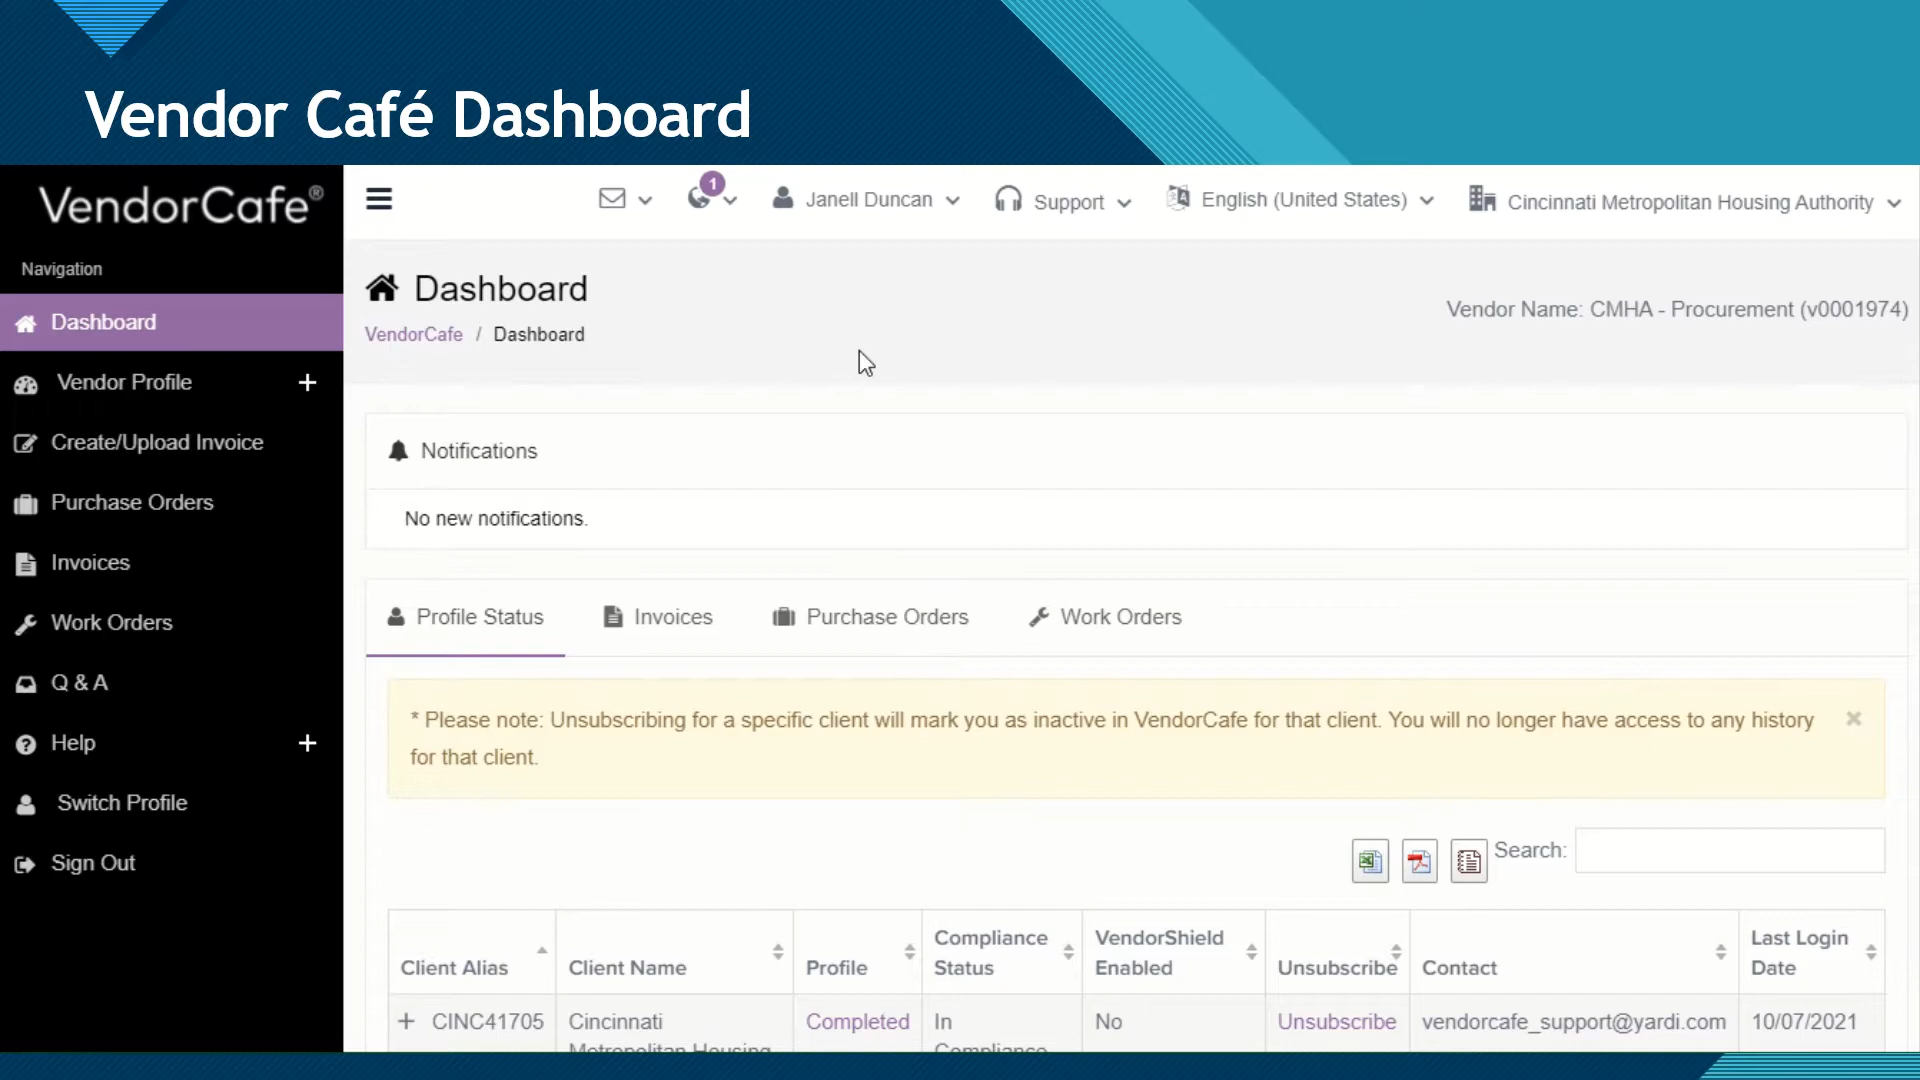 Vendor Café Dashboard
VendorCafe®
1
Janell Duncan
Support
English (United States)
Cincinnati Metropolitan Housing Authority
Navigation
Dashboard
Vendor Profile
Create/Upload Invoice
Purchase Orders
Invoices
Work Orders
Q & A
Help
Switch Profile
Sign Out
Dashboard
VendorCafe / Dashboard
Vendor Name: CMHA - Procurement (v0001974)
Notifications
No new notifications.
Profile Status
Invoices
Purchase Orders
Work Orders
* Please note: Unsubscribing for a specific client will mark you as inactive in VendorCafe for that client. You will no longer have access to any history
for that client.
Search:
Client Alias
Client Name
Profile
Compliance
Status
VendorShield
Enabled
Unsubscribe
Contact
Last Login
Date
CINC41705
Cincinnati
Metropolitan Housing
Completed
In
Compliance
No
Unsubscribe
vendorcafe_support@yardi.com
10/07/2021